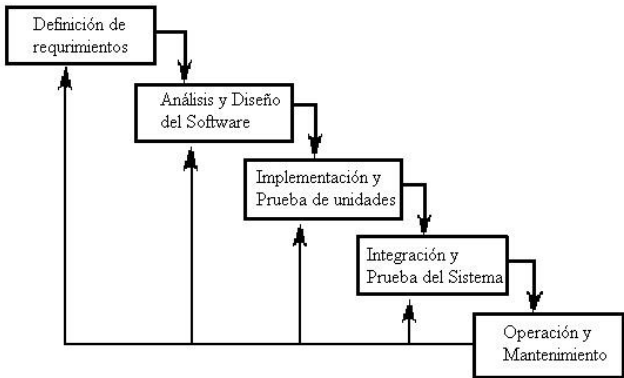 Definición de
requrimientos
Análisis y Diseño
del Software
Implementación y
Prueba de unidades
Integración y
Prueba del Sistema
Operación y
Mantenimiento